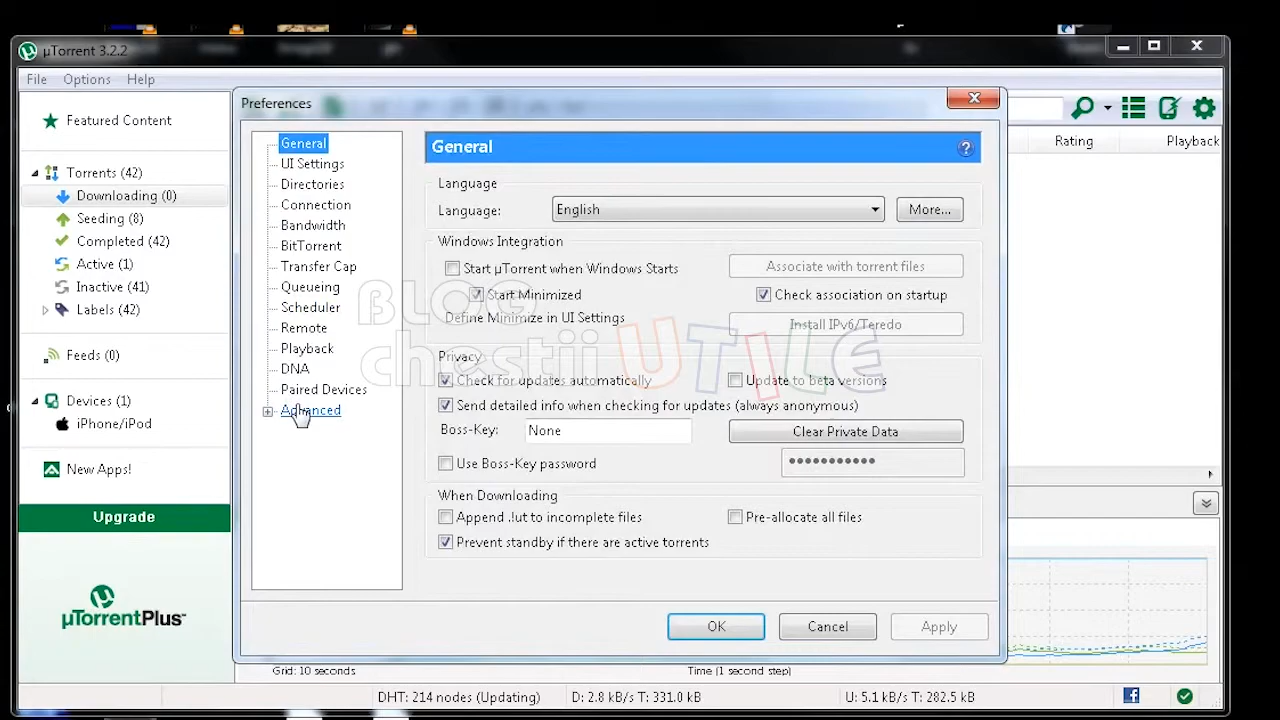 µTorrent 3.2.2
File Options Help
Preferences
Featured Content
Torrents (42)
Downloading (0)
Seeding (8)
Completed (42)
Active (1)
Inactive (41)
Labels (42)
Feeds (0)
Devices (1)
iPhone/iPod
New Apps!
Upgrade
µTorrentPlus™
General
UI Settings
Directories
Connection
Bandwidth
BitTorrent
Transfer Cap
Queueing
Scheduler
Remote
Playback
DNA
Paired Devices
Advanced
General
?
Language
Language: English More...
Windows Integration
Start µTorrent when Windows Starts Associate with torrent files
Start Minimized Check association on startup
Define Minimize in UI Settings Install IPv6/Teredo
Privacy
Check for updates automatically Update to beta versions
Send detailed info when checking for updates (always anonymous)
Boss-Key: None Clear Private Data
Use Boss-Key password
When Downloading
Append .!ut to incomplete files Pre-allocate all files
Prevent standby if there are active torrents
OK Cancel Apply
Rating Playback
BLOG
chestii UTILE
Grid: 10 seconds Time (1 second step)
DHT: 214 nodes (Updating) D: 2.8 kB/s T: 331.0 kB U: 5.1 kB/s T: 282.5 kB